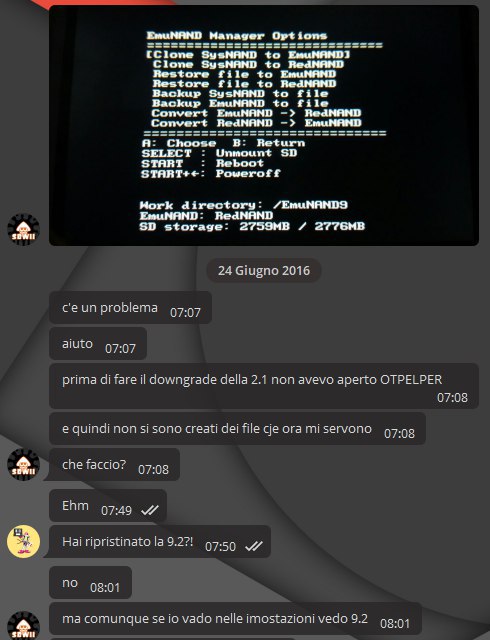 EmuNAND Manager Options
==============================
[Clone SysNAND to EmuNAND]
Clone SysNAND to RedNAND
Restore file to EmuNAND
Restore file to RedNAND
Backup SysNAND to file
Backup EmuNAND to file
Convert EmuNAND -> RedNAND
Convert RedNAND -> EmuNAND
==============================
A: Choose B: Return
SELECT : Unmount SD
START : Reboot
START+←: Poweroff
Work directory: /EmuNAND9
EmuNAND: RedNAND
SD storage: 2759MB / 2776MB
24 Giugno 2016
c'e un problema 07:07
aiuto 07:07
prima di fare il downgrade della 2.1 non avevo aperto OTPELPER
07:08
e quindi non si sono creati dei file cje ora mi servono 07:08
che faccio? 07:08
Ehm 07:49
Hai ripristinato la 9.2?! 07:50
no 08:01
ma comunque se io vado nelle imostazioni vedo 9.2 08:01